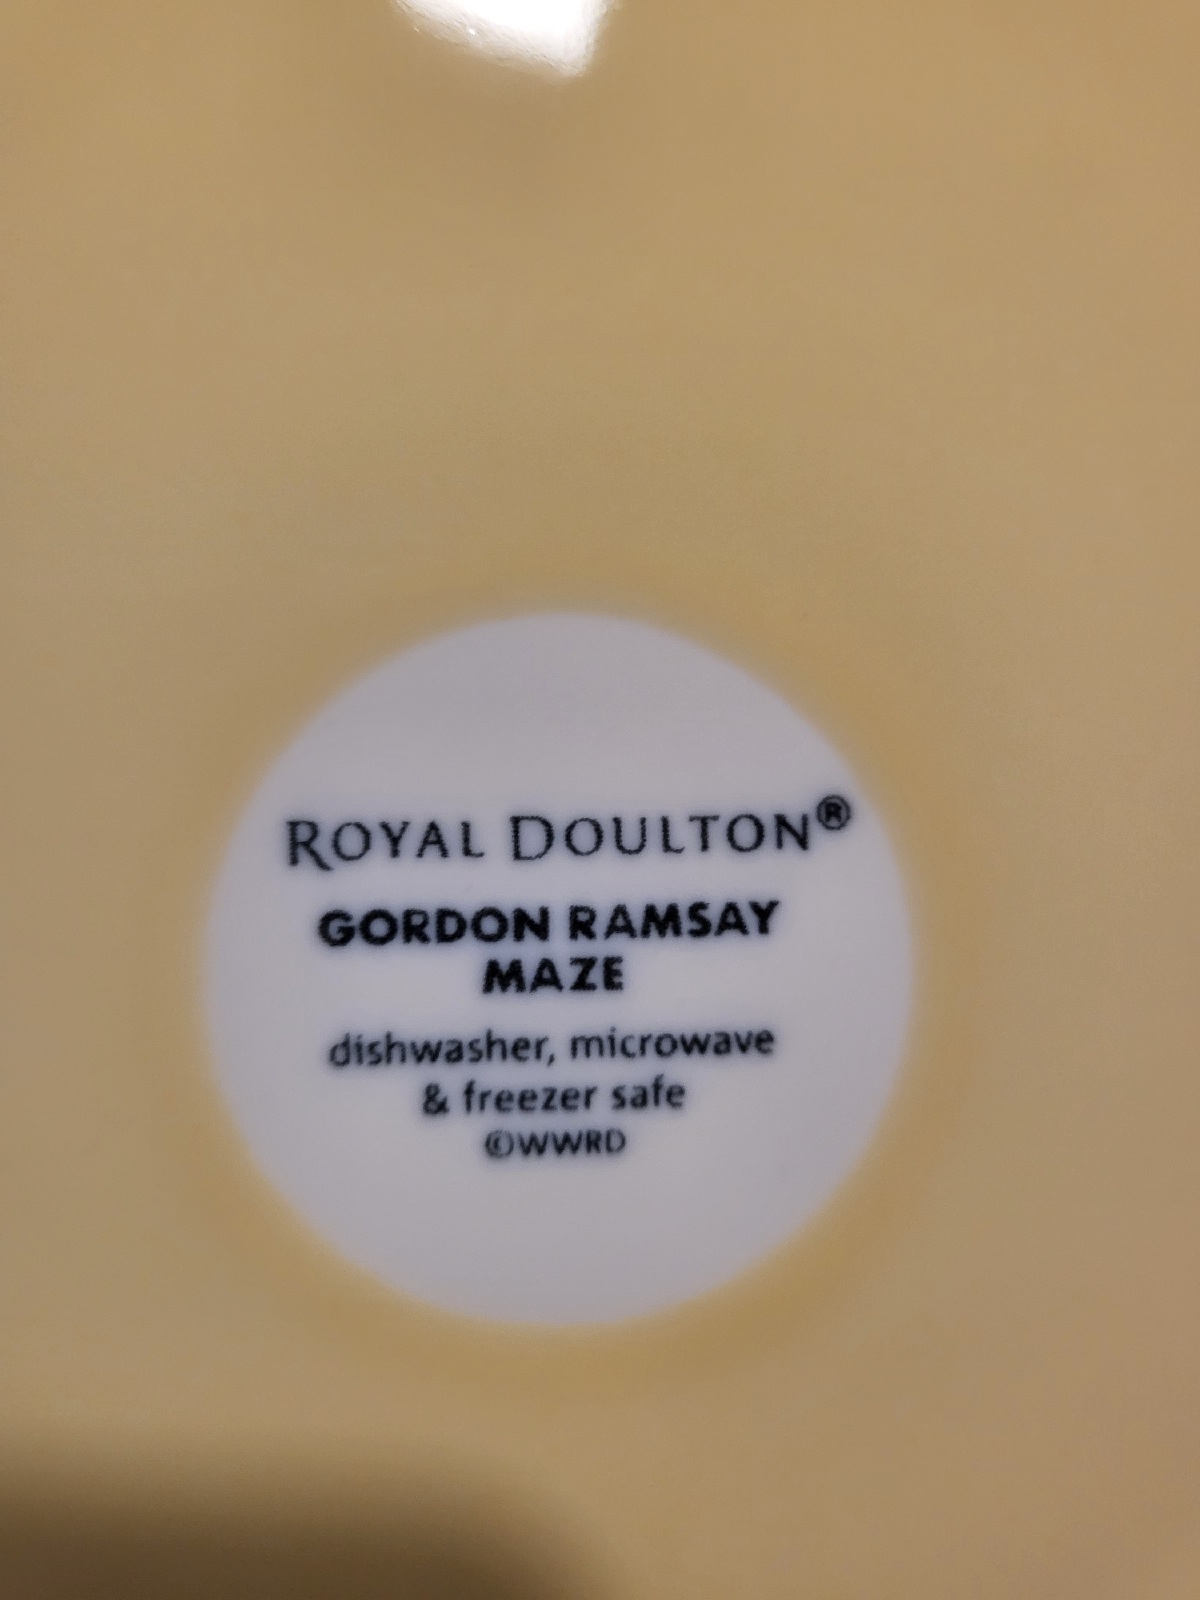 ROYAL DOULTON®
GORDON RAMSAY
MAZE
dishwasher, microwave
& freezer safe
©WWRD